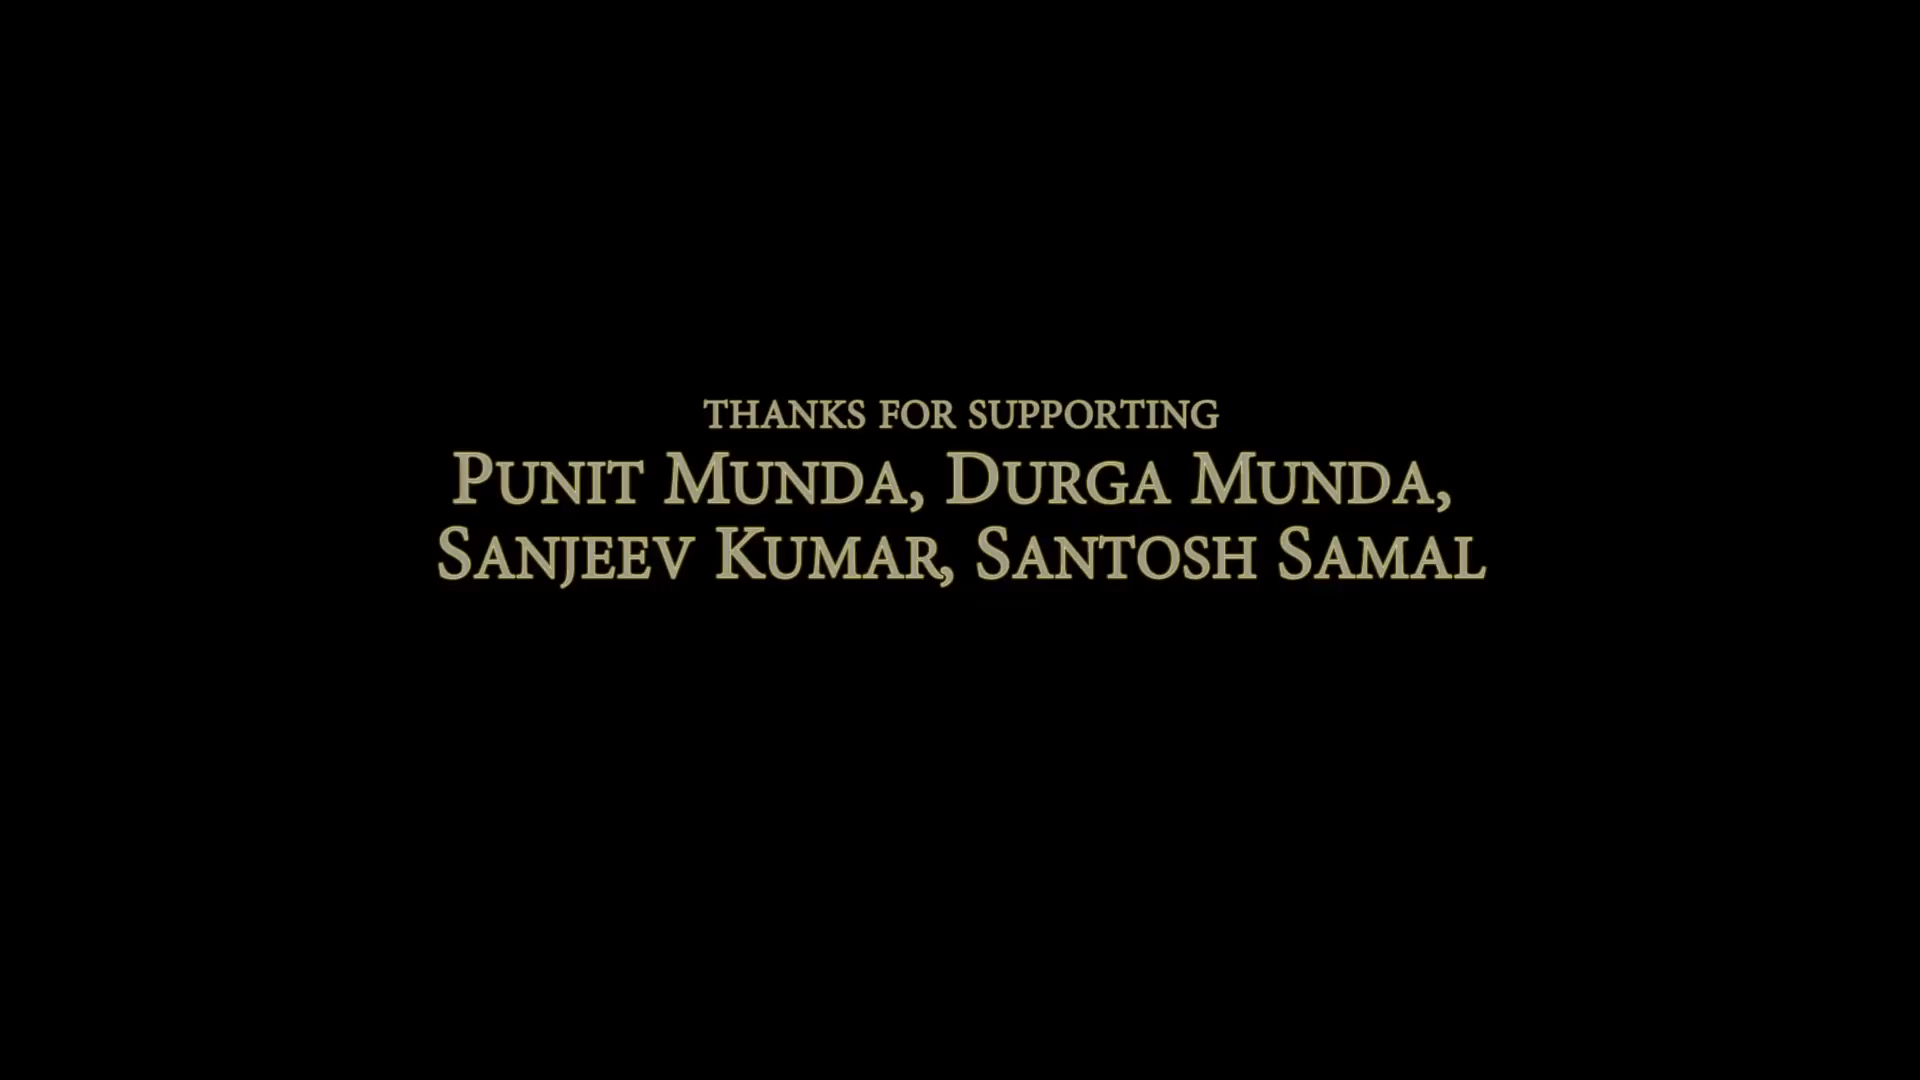 THANKS FOR SUPPORTING
PUNIT MUNDA, DURGA MUNDA,
SANJEEV KUMAR, SANTOSH SAMAL